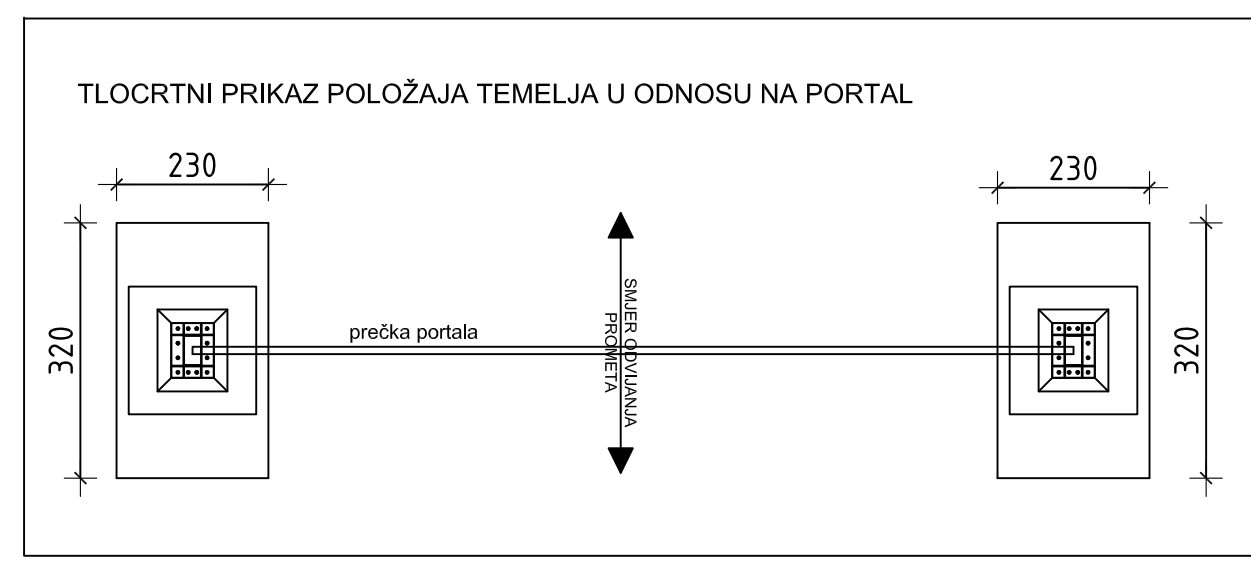 TLOCRTNI PRIKAZ POLOŽAJA TEMELJA U ODNOSU NA PORTAL
230
230
320
prečka portala
SMJER ODVIJANJA
PROMETA
320